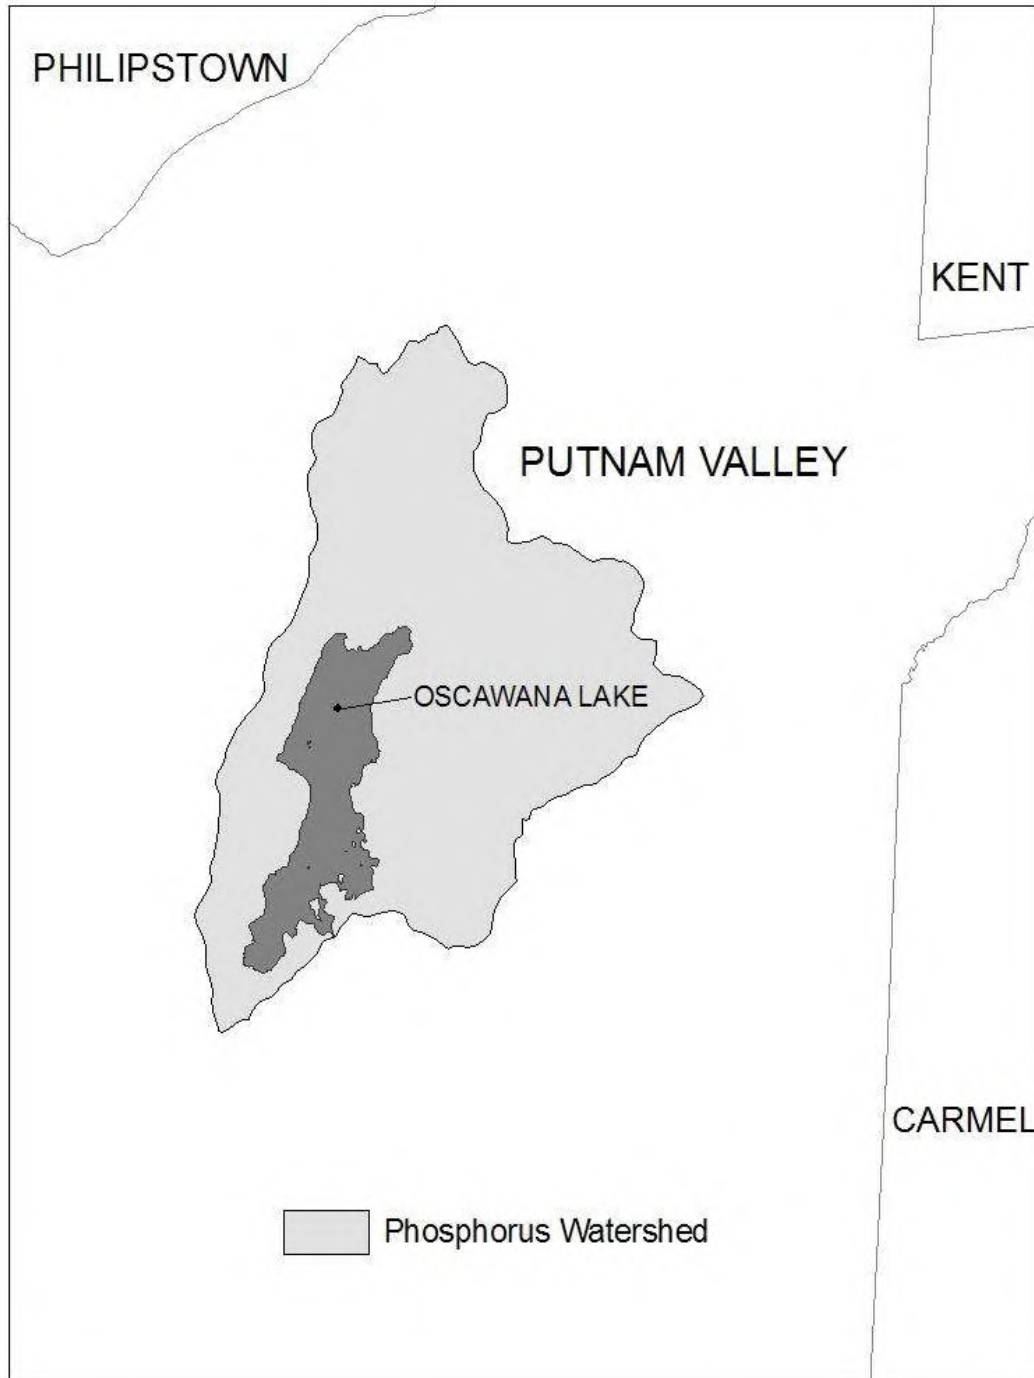 PHILIPSTOWN
KENT
PUTNAM VALLEY
OSCAWANA LAKE
CARMEL
Phosphorus Watershed